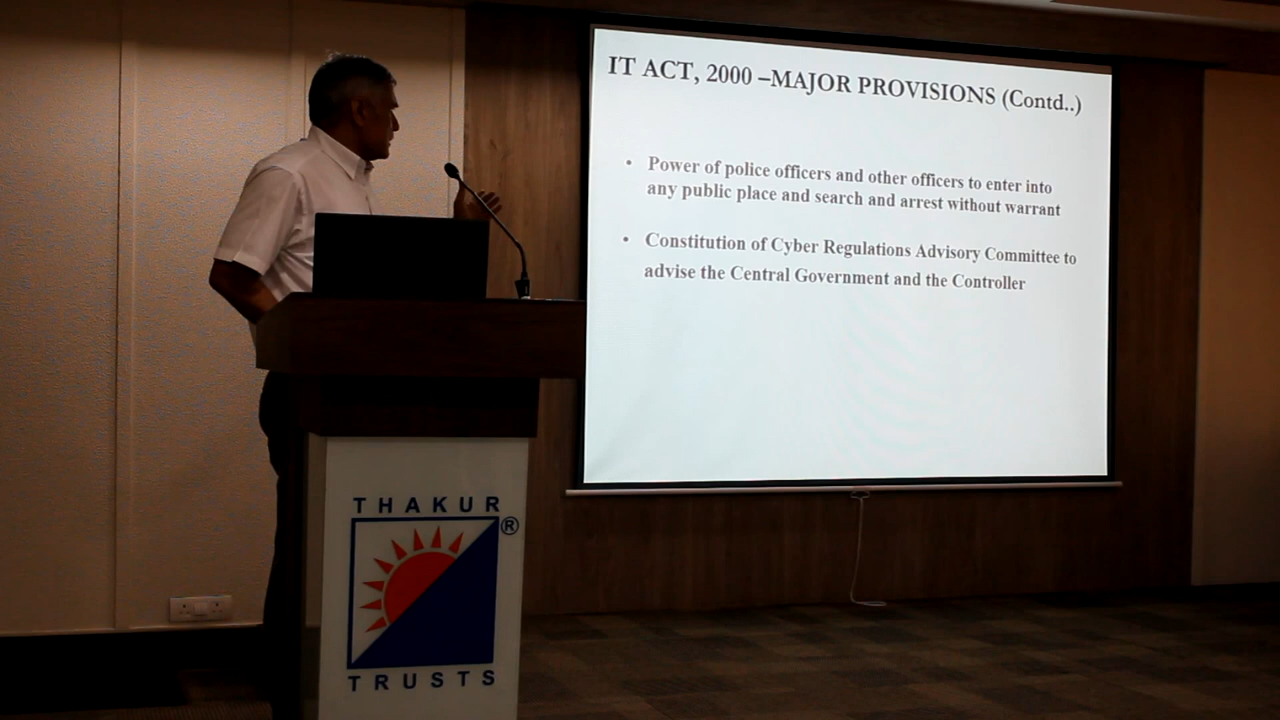 IT ACT, 2000 –MAJOR PROVISIONS (Contd..)
• Power of police officers and other officers to enter into
any public place and search and arrest without warrant
• Constitution of Cyber Regulations Advisory Committee to
advise the Central Government and the Controller
THAKUR
®
TRUSTS